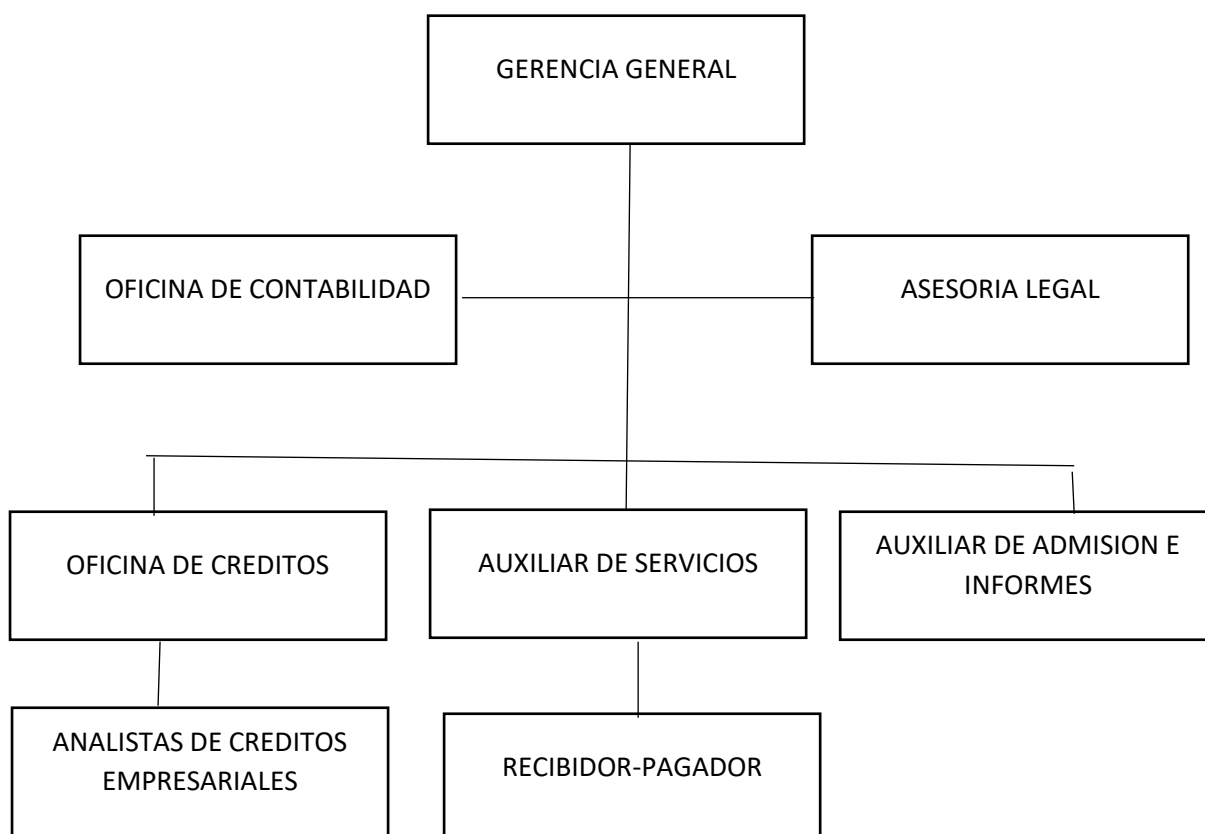 GERENCIA GENERAL
OFICINA DE CONTABILIDAD
ASESORIA LEGAL
OFICINA DE CREDITOS
AUXILIAR DE SERVICIOS
AUXILIAR DE ADMISION E
INFORMES
ANALISTAS DE CREDITOS
EMPRESARIALES
RECIBIDOR-PAGADOR